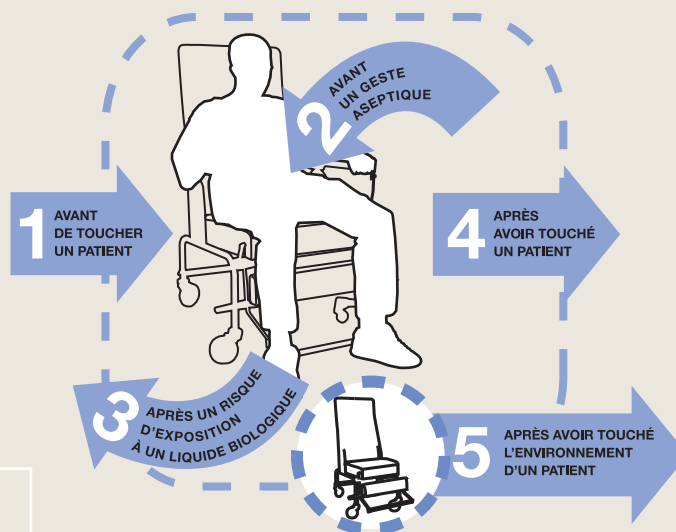 1
AVANT
DE TOUCHER
UN PATIENT
2
AVANT
UN GESTE
ASEPTIQUE
3
APRÈS UN RISQUE
D'EXPOSITION
À UN LIQUIDE BIOLOGIQUE
4
APRÈS
AVOIR TOUCHÉ
UN PATIENT
5
APRÈS AVOIR TOUCHÉ
L'ENVIRONNEMENT
D'UN PATIENT